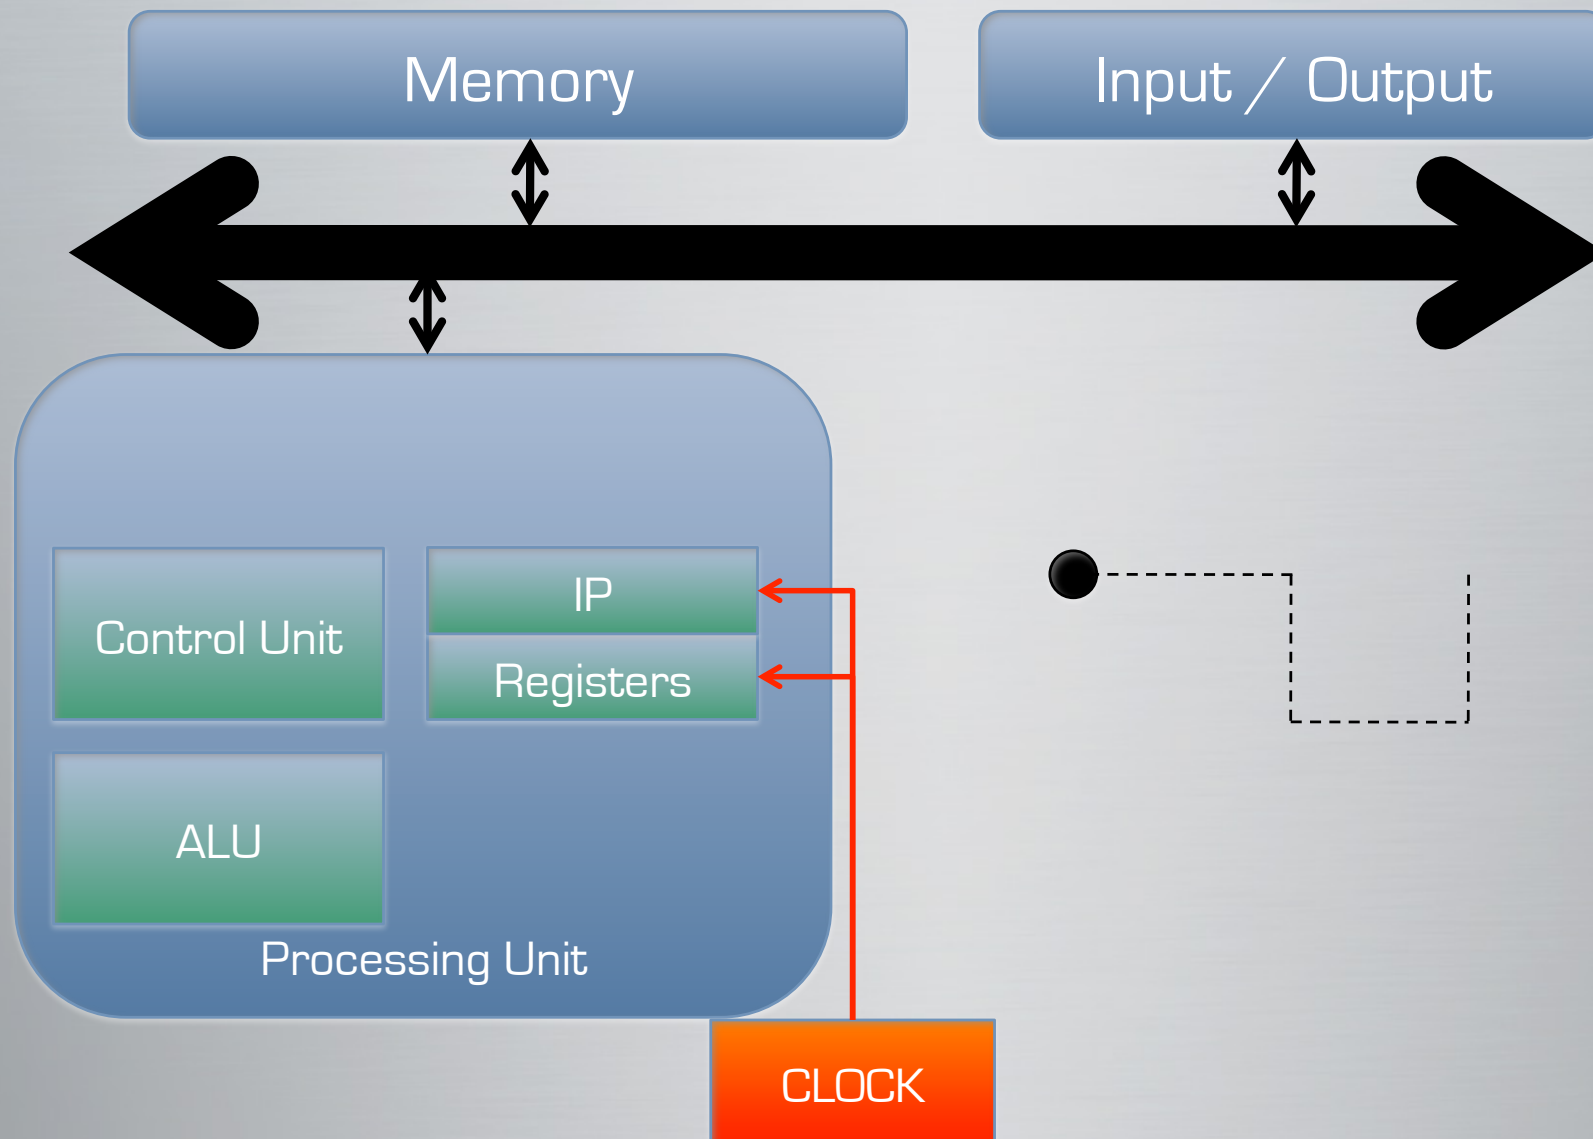 Memory
Input / Output
IP
Control Unit
Registers
ALU
Processing Unit
CLOCK